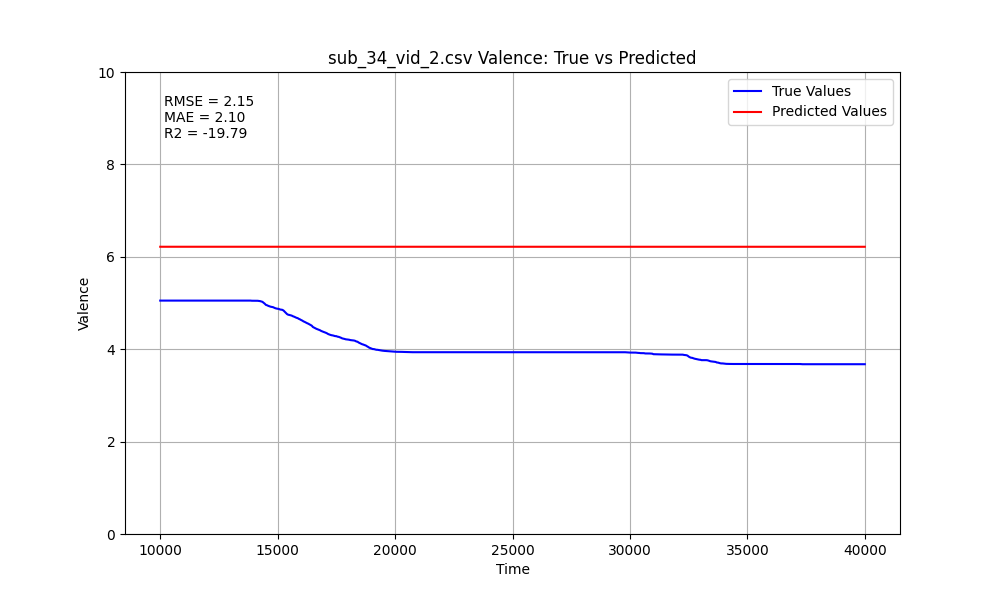 sub_34_vid_2.csv Valence: True vs Predicted
RMSE = 2.15
MAE = 2.10
R2 = -19.79
True Values
Predicted Values
10
8
6
4
2
0
Valence
10000 15000 20000 25000 30000 35000 40000
Time